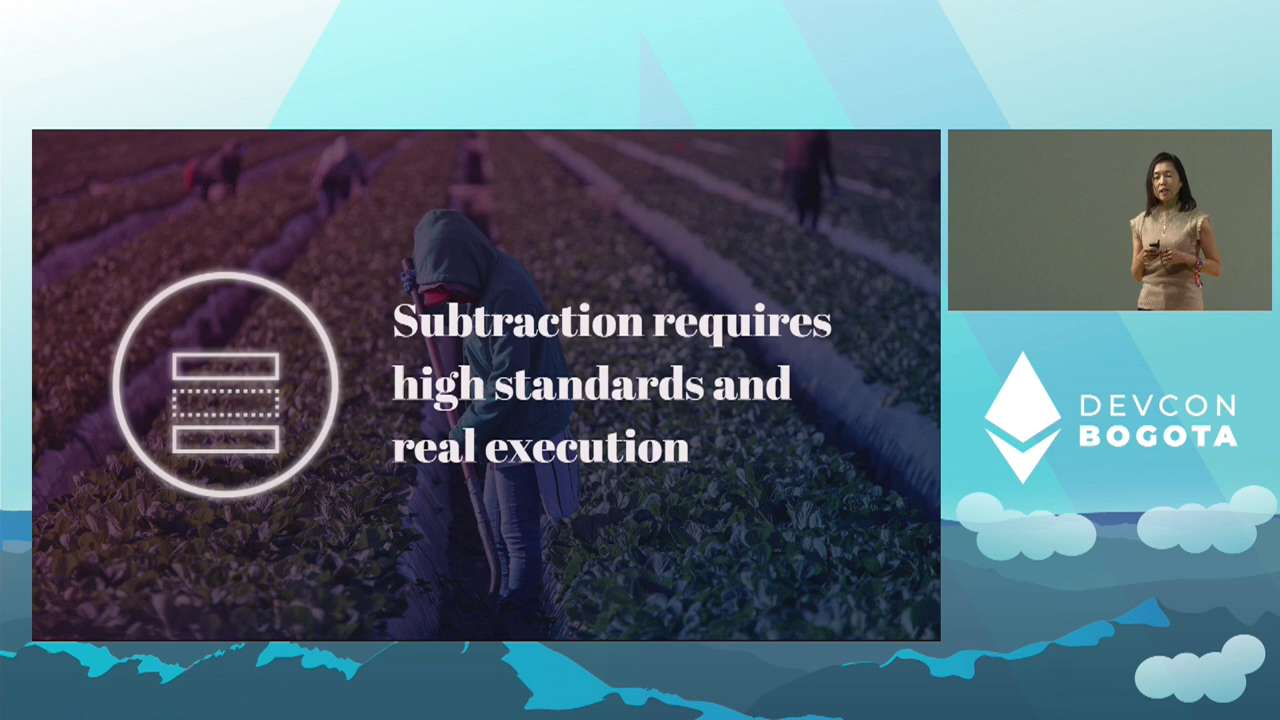 Subtraction requires
high standards and
real execution
DEVCON
BOGOTA